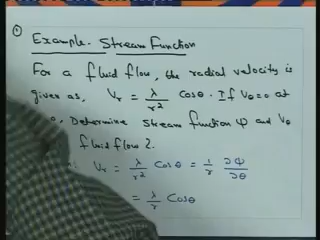 Example - Stream Function
For a fluid flow, the radial velocity is
given as, Vr = λ/r² Cosθ . If Vθ=0 at
Determine stream function ψ and Vθ
fluid flow?
Vr = λ/r² Cosθ = 1/r ∂ψ/∂θ
= λ/r Cosθ